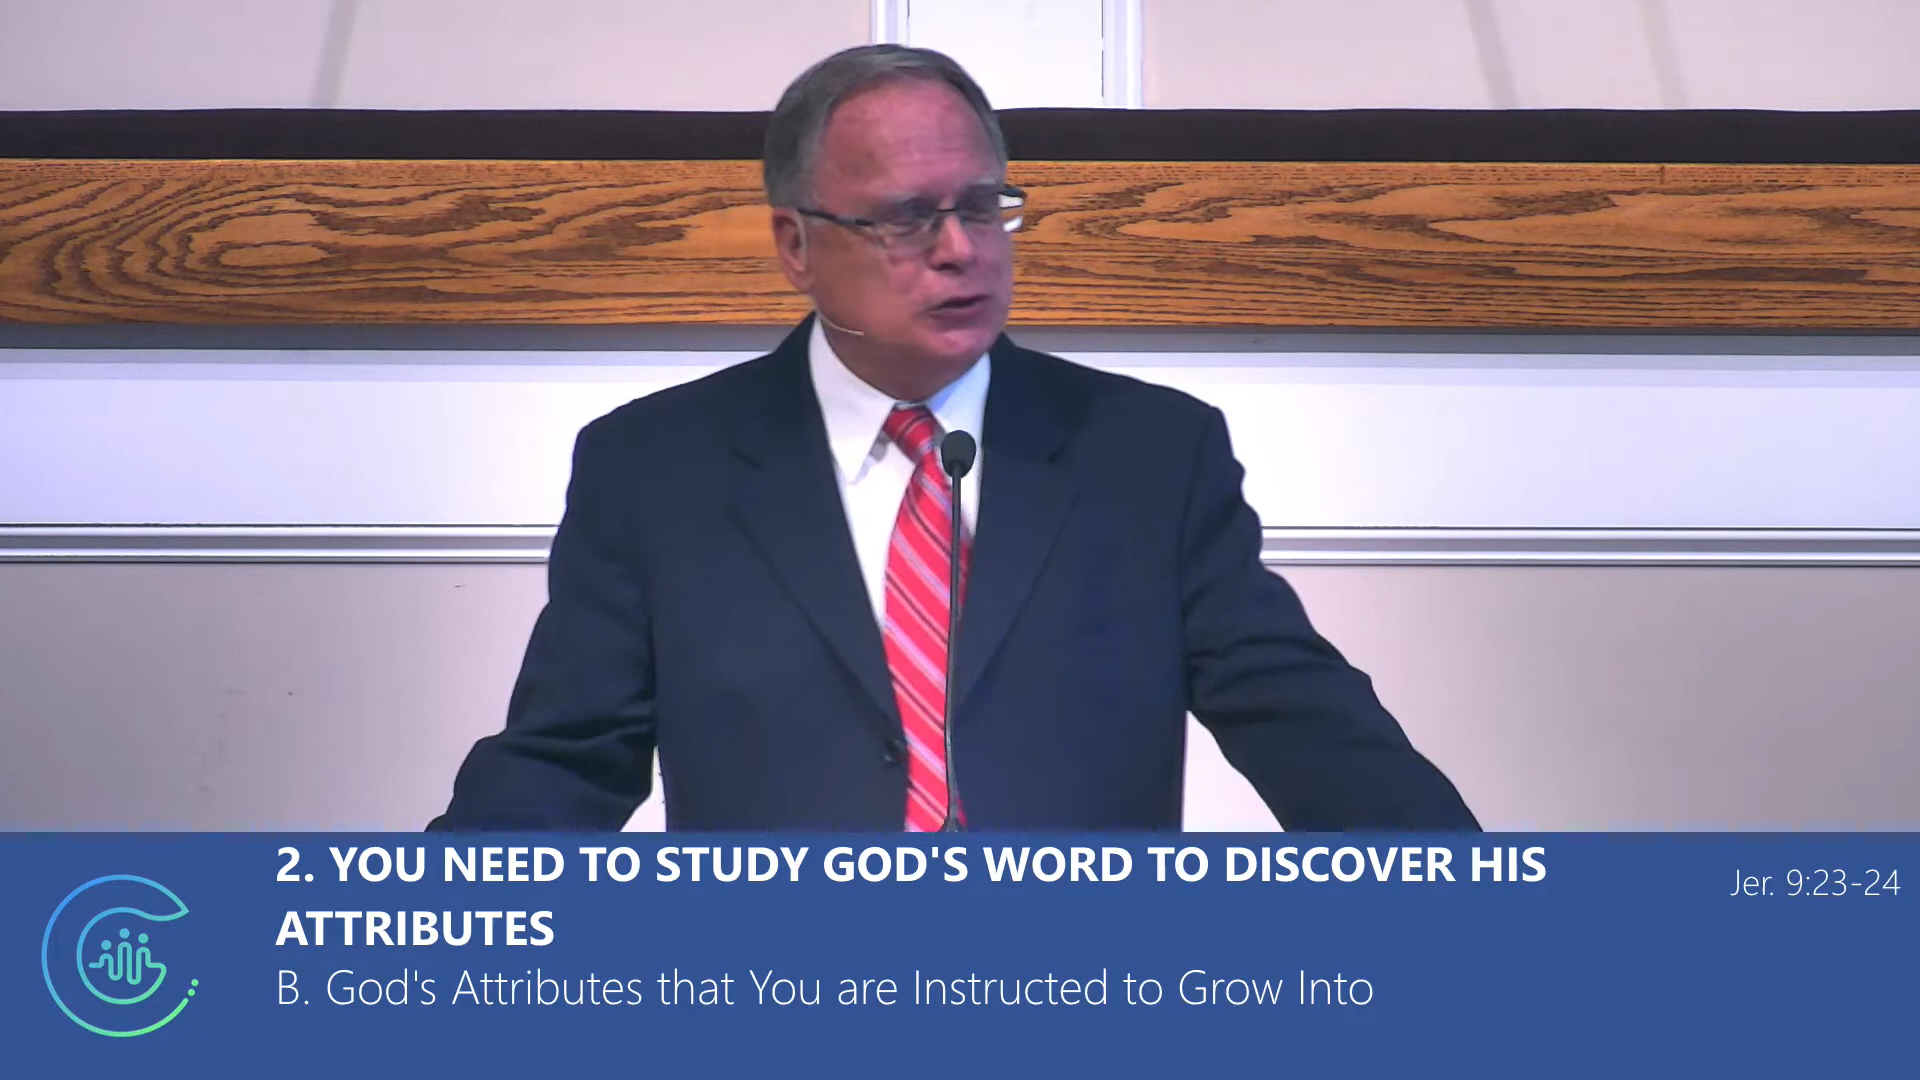 2. YOU NEED TO STUDY GOD'S WORD TO DISCOVER HIS
ATTRIBUTES
Jer. 9:23-24
B. God's Attributes that You are Instructed to Grow Into